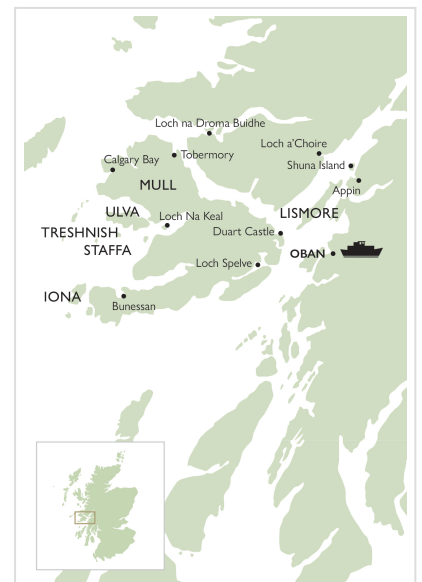 Loch na Droma Buidhe
Loch a'Choire
Calgary Bay
Tobermory
Shuna Island
Appin
MULL
ULVA
Loch Na Keal
LISMORE
TRESHNISH
Duart Castle
STAFFA
OBAN
Loch Spelve
IONA
Bunessan